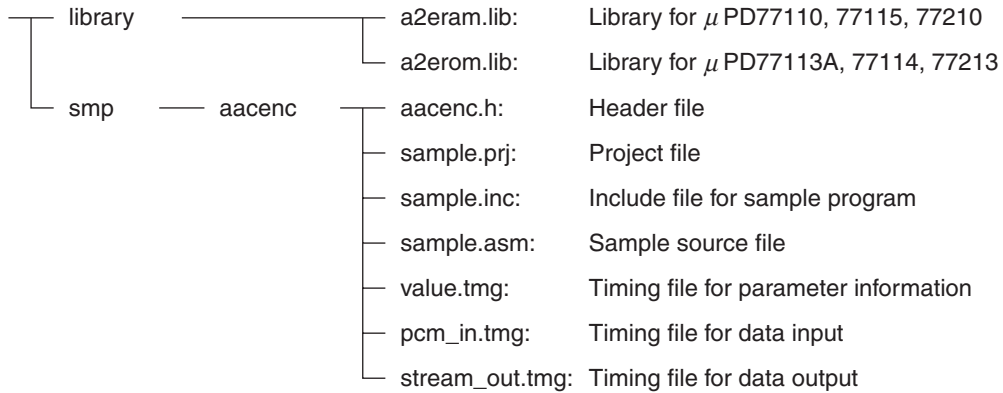 library a2eram.lib: Library for μ PD77110, 77115, 77210
a2erom.lib: Library for μ PD77113A, 77114, 77213
smp aacenc aacenc.h: Header file
sample.prj: Project file
sample.inc: Include file for sample program
sample.asm: Sample source file
value.tmg: Timing file for parameter information
pcm_in.tmg: Timing file for data input
stream_out.tmg: Timing file for data output